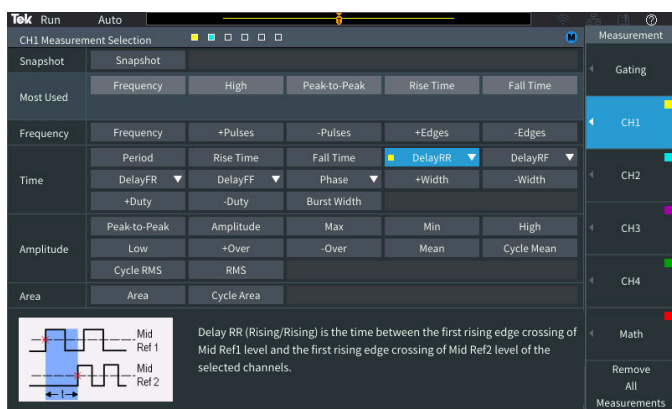 Tek Run Auto
CH1 Measurement Selection M Measurement
Snapshot Snapshot
Gating
Most Used Frequency High Peak-to-Peak Rise Time Fall Time
CH1
Frequency Frequency +Pulses -Pulses +Edges -Edges
Time Period Rise Time Fall Time DelayRR DelayRF
DelayFR DelayFF Phase +Width -Width
CH2
+Duty -Duty Burst Width
Amplitude Peak-to-Peak Amplitude Max Min High
CH3
Low +Over -Over Mean Cycle Mean
Cycle RMS RMS
CH4
Area Area Cycle Area
Mid
Ref 1
Mid
Ref 2
t
Delay RR (Rising/Rising) is the time between the first rising edge crossing of
Mid Ref1 level and the first rising edge crossing of Mid Ref2 level of the
selected channels.
Math
Remove
All
Measurements